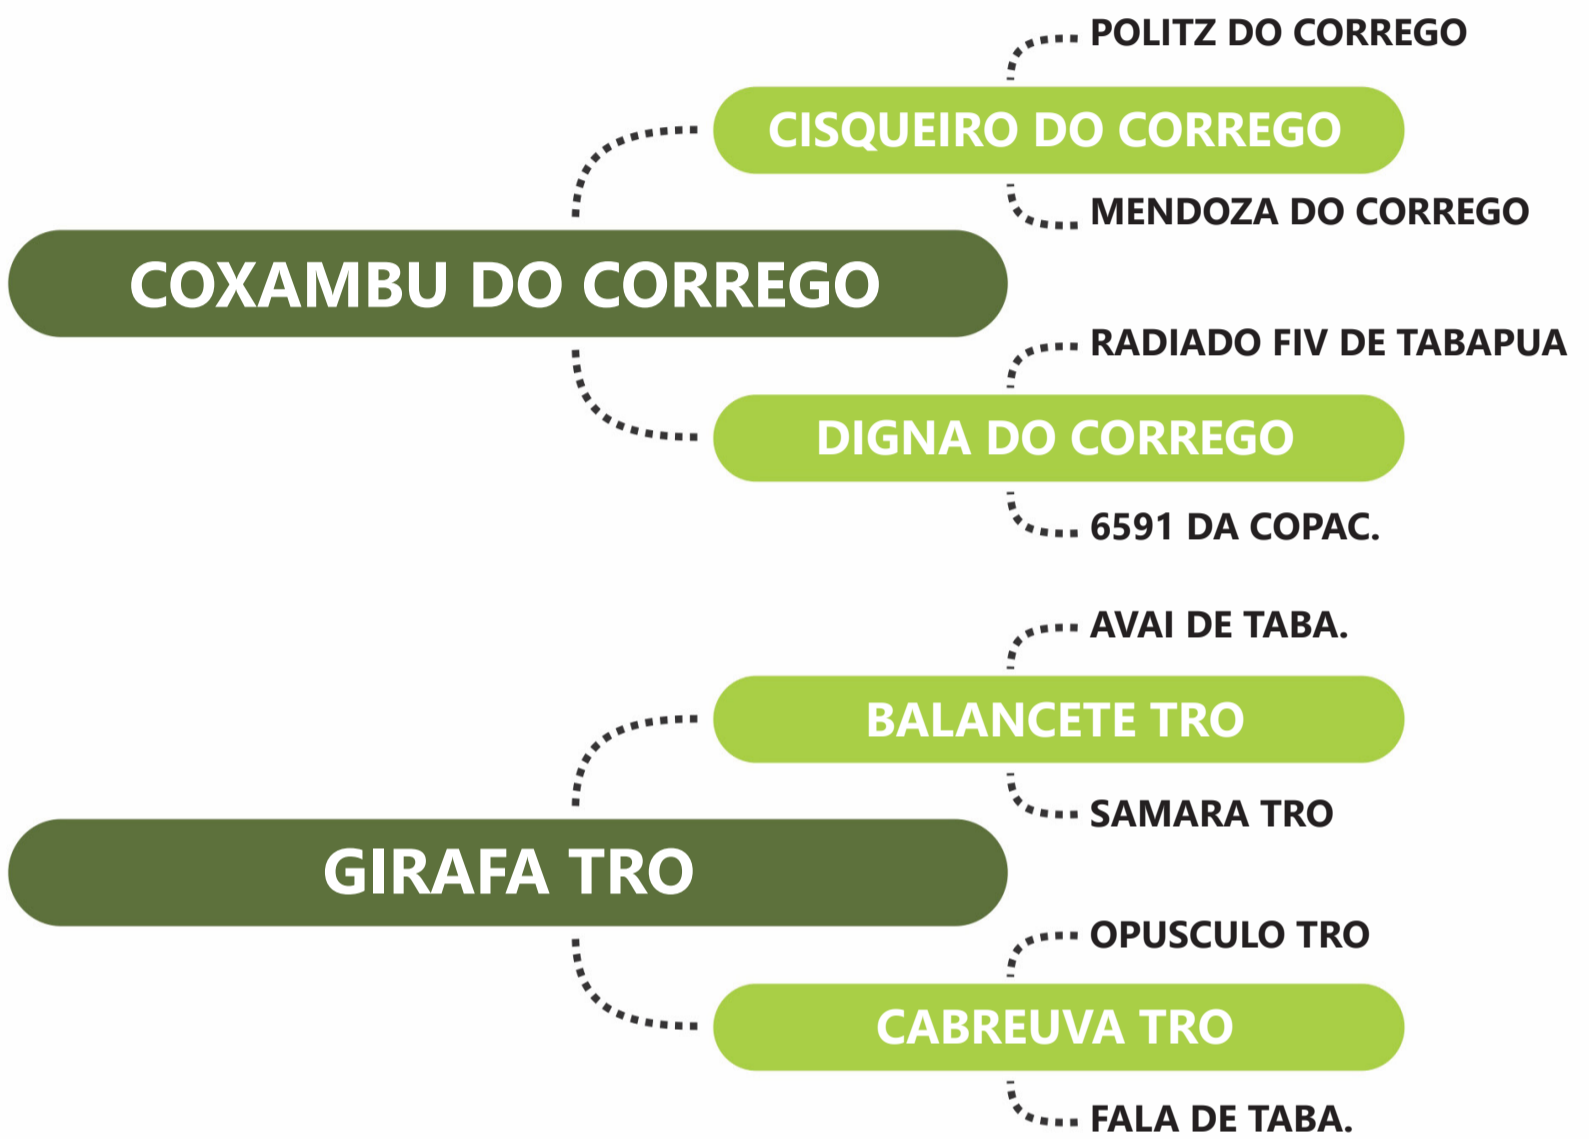 POLITZ DO CORREGO
CISQUEIRO DO CORREGO
MENDOZA DO CORREGO
COXAMBU DO CORREGO
RADIADO FIV DE TABAPUA
DIGNA DO CORREGO
6591 DA COPAC.
AVAI DE TABA.
BALANCETE TRO
SAMARA TRO
GIRAFA TRO
OPUSCULO TRO
CABREUVA TRO
FALA DE TABA.